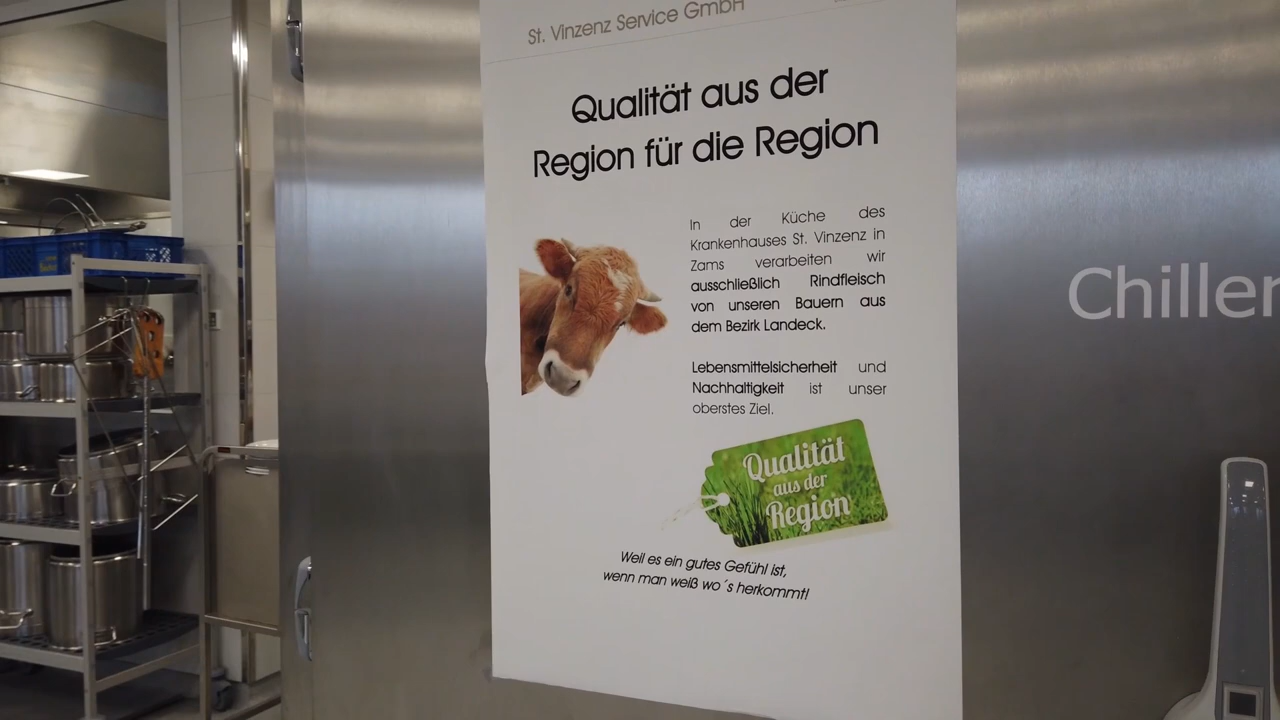 St. Vinzenz Service GmbH
Qualität aus der
Region für die Region
In der Küche des
Krankenhauses St. Vinzenz in
Zams verarbeiten wir
ausschließlich Rindfleisch
von unseren Bauern aus
dem Bezirk Landeck.
Lebensmittelsicherheit und
Nachhaltigkeit ist unser
oberstes Ziel.
Qualität
aus der
Region
Weil es ein gutes Gefühl ist,
wenn man weiß wo´s herkommt!
Chiller